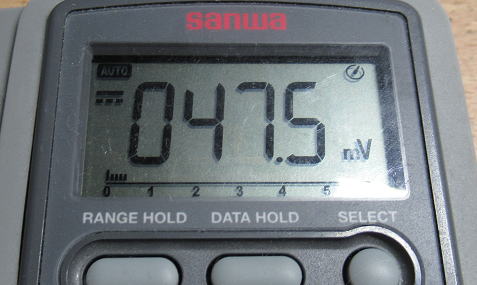 sanwa
AUTO
047.5 mV
0 1 2 3 4 5
RANGE HOLD DATA HOLD SELECT